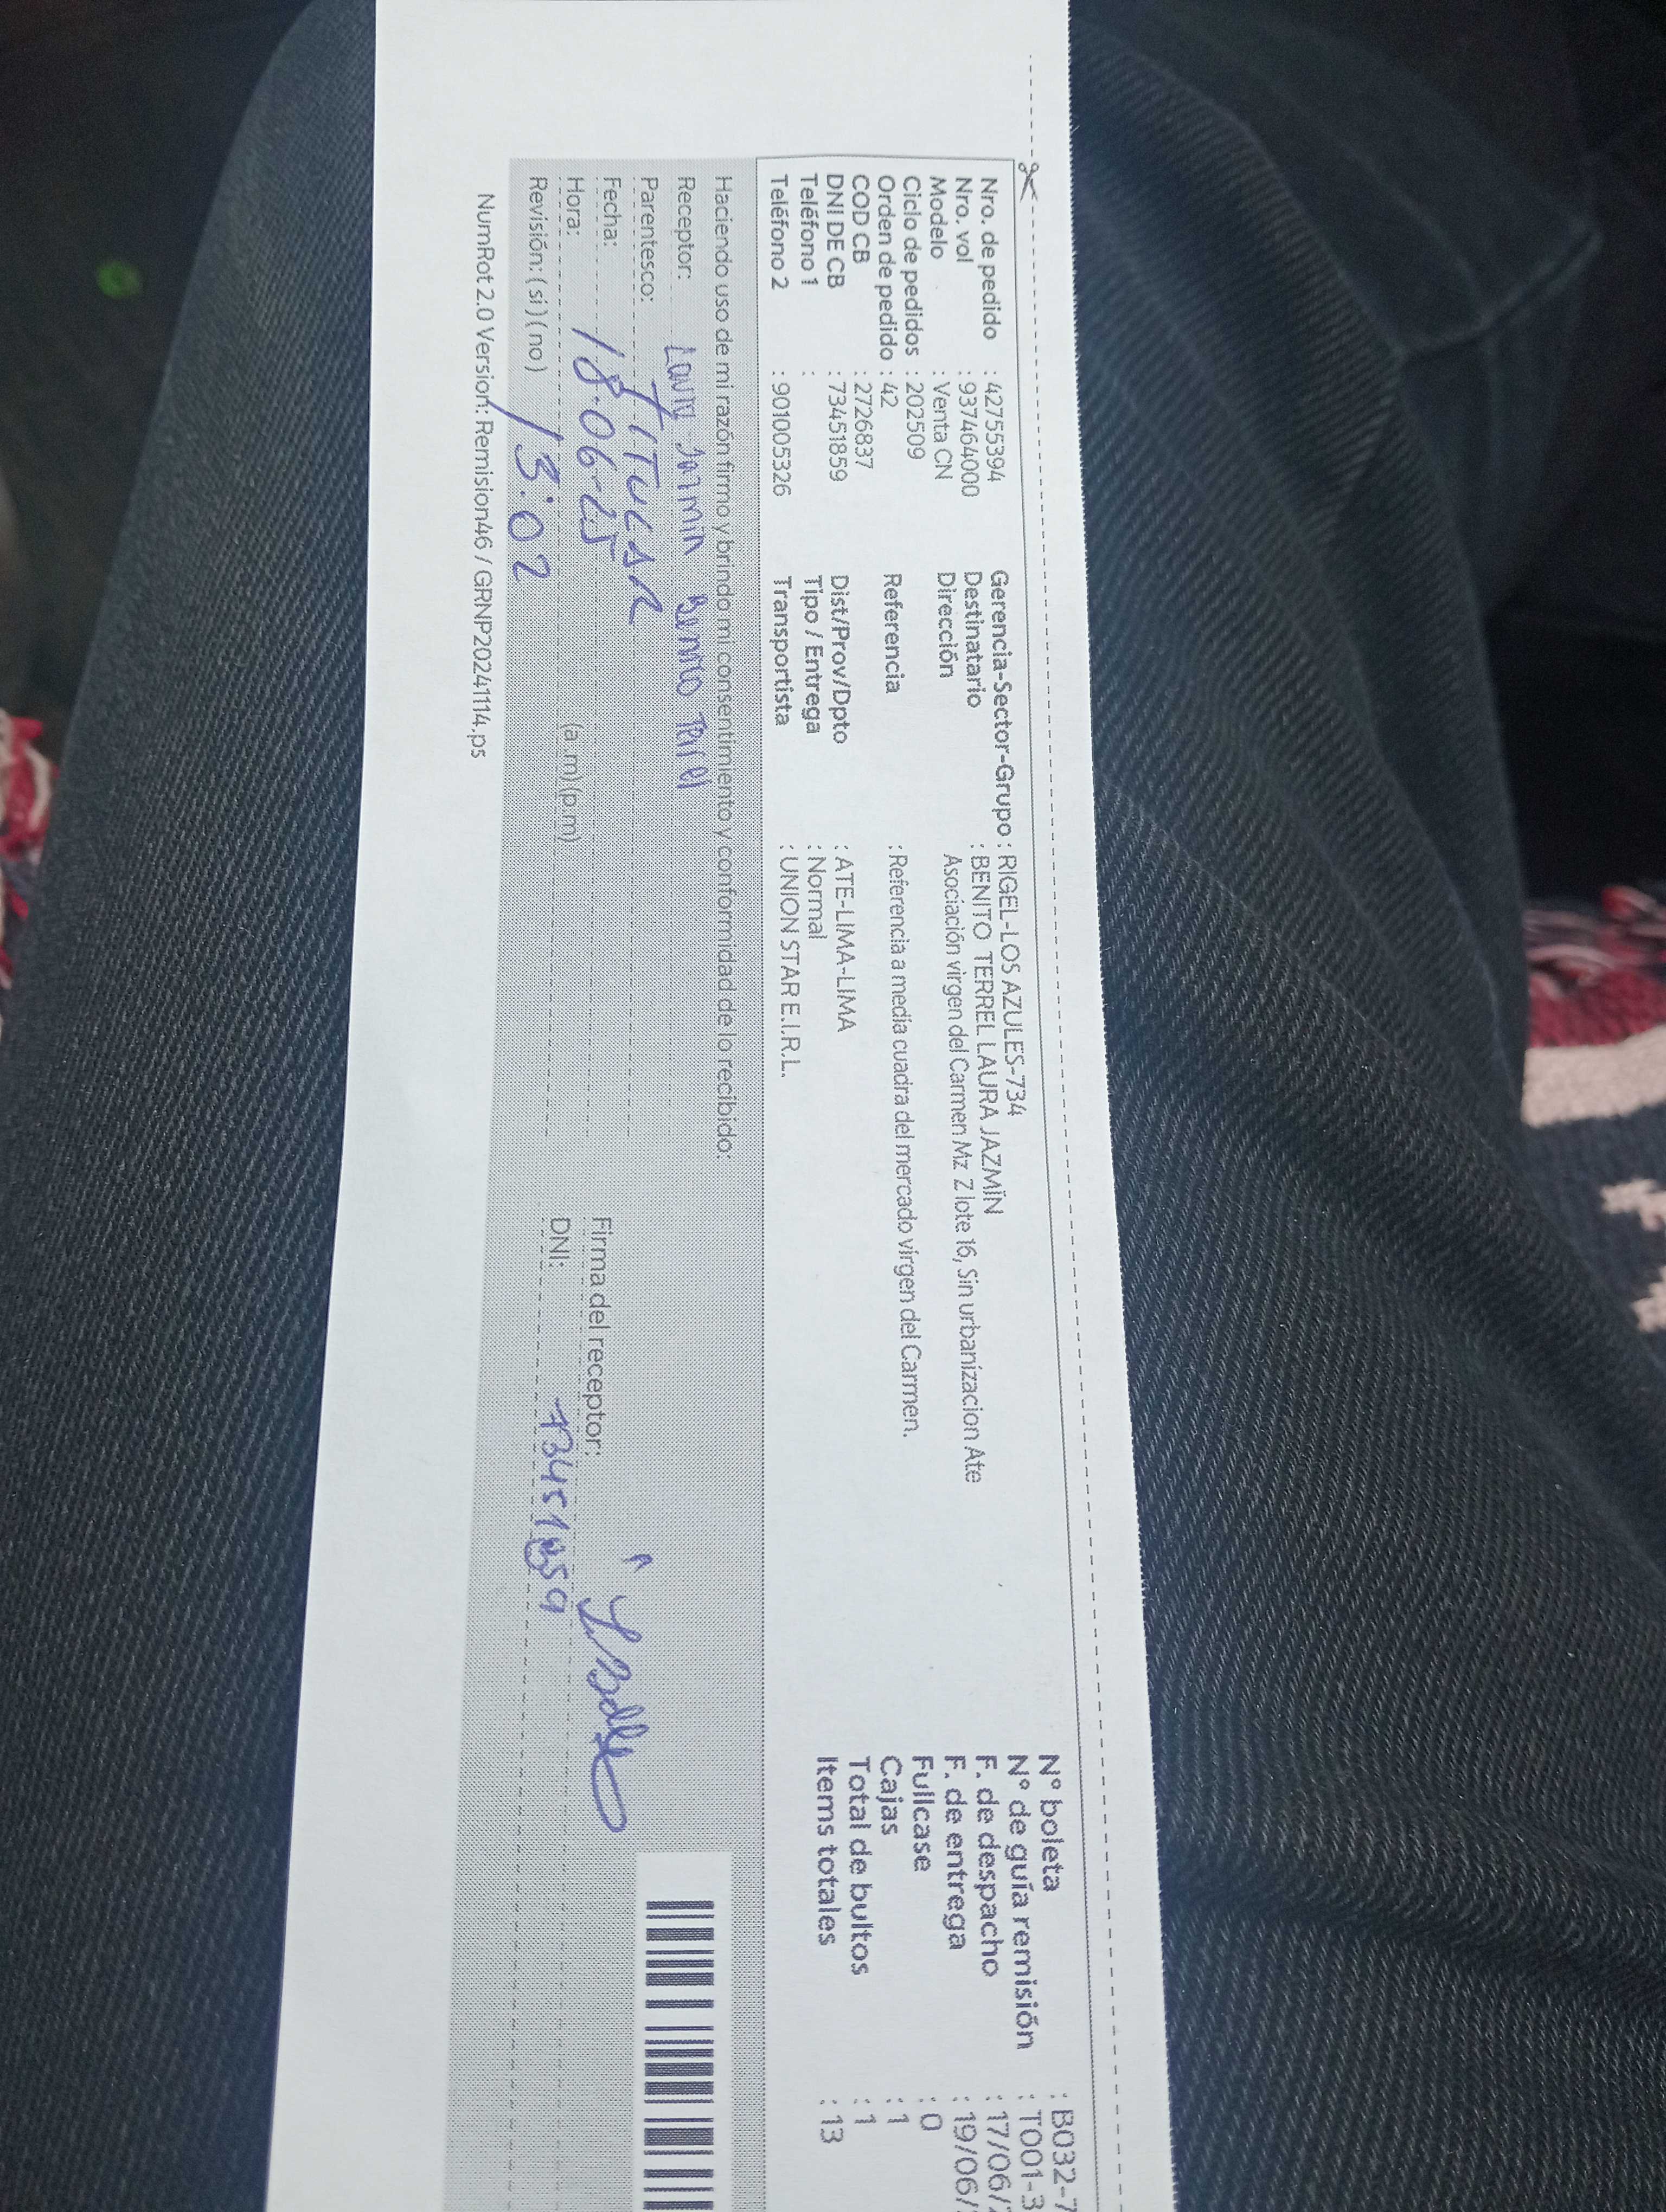 Nro. de pedido : 42755394
Nro. vol : 937464000
Modelo : Venta CN
Ciclo de pedidos : 202509
Orden de pedido : 42
COD CB : 2726837
DNI DE CB : 73451859
Teléfono 1 :
Teléfono 2 : 901005326
Gerencia-Sector-Grupo : RIGEL-LOS AZULES-734
Destinatario : BENITO TERREL LAURA JAZMÍN
Dirección Asociación virgen del Carmen Mz Z lote 16, Sin urbanizacion Ate
Referencia : Referencia a media cuadra del mercado virgen del Carmen.
Dist/Prov/Dpto : ATE-LIMA-LIMA
Tipo / Entrega : Normal
Transportista : UNION STAR E.I.R.L.
N° boleta : B032-7
N° de guía remisión : T001-3
F. de despacho : 17/06/
F. de entrega : 19/06/
Fullcase : 0
Cajas : 1
Total de bultos : 1
Items totales : 13
Haciendo uso de mi razón firmo y brindo mi consentimiento y conformidad de lo recibido:
Receptor: Benito
Parentesco: TITULAR
Fecha: 18-06-25
Hora: 13:02 (a.m)(p.m)
Revisión: (si) (no)
Firma del receptor:
DNI: 73451859
NumRot 2.0 Version: Remision46 / GRNP20241114.ps